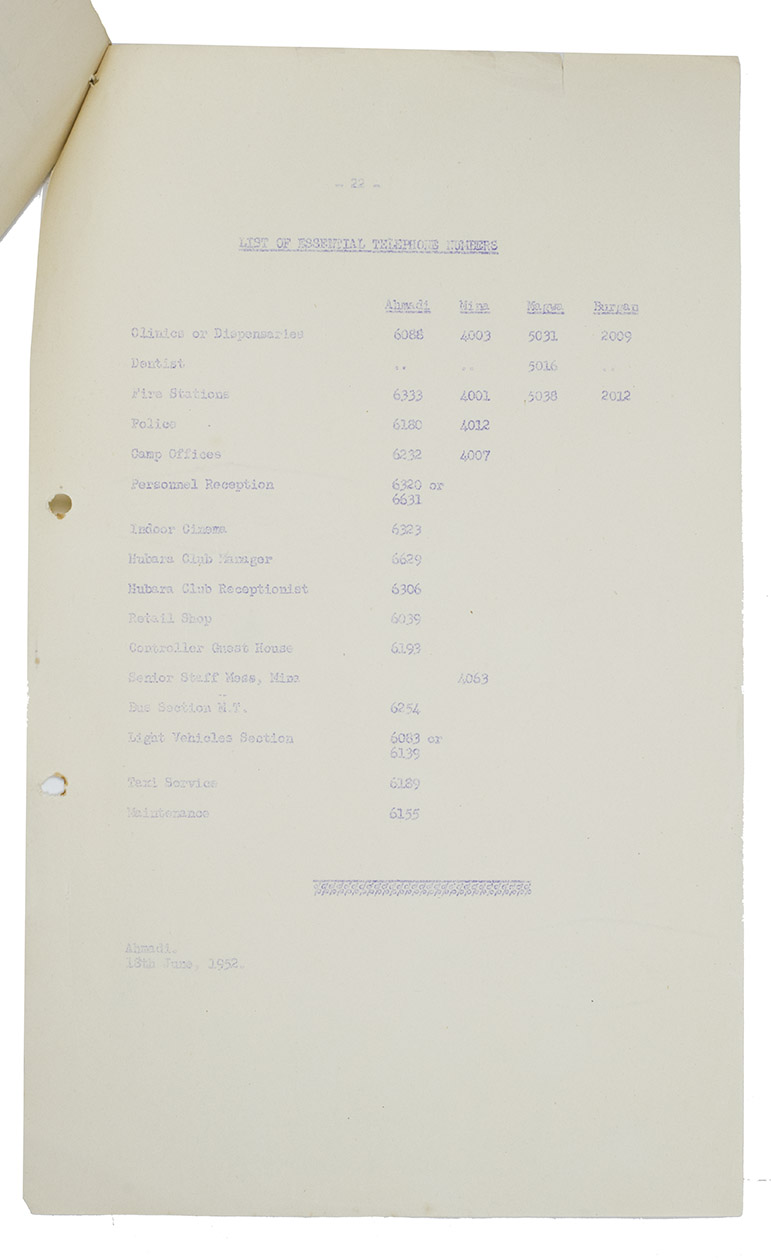 - 22 -
LIST OF ESSENTIAL TELEPHONE NUMBERS
Ahmadi Mina Magwa Burgan
Clinics or Dispensaries 6088 4003 5031 2009
Dentist .. .. 5016 ..
Fire Stations 6333 4001 5038 2012
Police 6180 4012
Camp Offices 6232 4007
Personnel Reception 6320 or
6631
Indoor Cinema 6323
Hubara Club Manager 6629
Hubara Club Receptionist 6306
Retail Shop 6039
Controller Guest House 6193
Senior Staff Mess, Mina 4063
Bus Section M.T. 6254
Light Vehicles Section 6083 or
6139
Taxi Service 6189
Maintenance 6155
Ahmadi.
18th June, 1952.